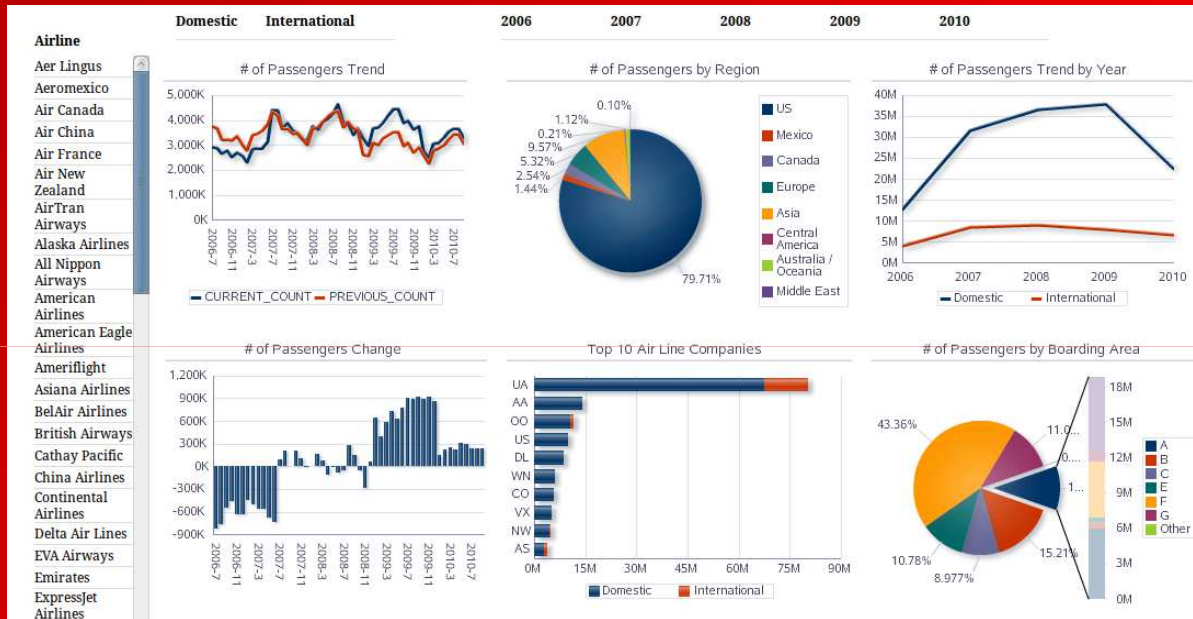 Domestic International
2006 2007 2008 2009 2010
Airline
Aer Lingus
Aeromexico
Air Canada
Air China
Air France
Air New
Zealand
AirTran
Airways
Alaska Airlines
All Nippon
Airways
American
Airlines
American Eagle
Airlines
Ameriflight
Asiana Airlines
BelAir Airlines
British Airways
Cathay Pacific
China Airlines
Continental
Airlines
Delta Air Lines
EVA Airways
Emirates
ExpressJet
Airlines
# of Passengers Trend
5,000K
4,000K
3,000K
2,000K
1,000K
0K
2006-7
2006-11
2007-3
2007-7
2007-11
2008-3
2008-7
2008-11
2009-3
2009-7
2009-11
2010-3
2010-7
CURRENT_COUNT PREVIOUS_COUNT
# of Passengers by Region
0.10%
1.12%
0.21%
9.57%
5.32%
2.54%
1.44%
79.71%
US
Mexico
Canada
Europe
Asia
Central
America
Australia /
Oceania
Middle East
# of Passengers Trend by Year
40M
35M
30M
25M
20M
15M
10M
5M
0M
2006 2007 2008 2009 2010
Domestic International
# of Passengers Change
1,200K
900K
600K
300K
0K
-300K
-600K
-900K
2006-7
2006-11
2007-3
2007-7
2007-11
2008-3
2008-7
2008-11
2009-3
2009-7
2009-11
2010-3
2010-7
Top 10 Air Line Companies
UA
AA
OO
US
DL
WN
CO
VX
NW
AS
0M 15M 30M 45M 60M 75M 90M
Domestic International
# of Passengers by Boarding Area
43.36%
11.0...
0....
1...
15.21%
8.977%
10.78%
18M
15M
12M
9M
6M
3M
0M
A
B
C
E
F
G
Other